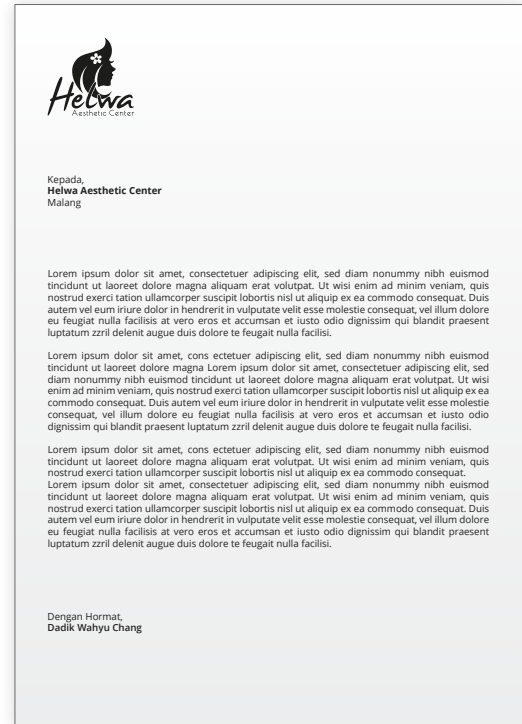 Helwa
Aesthetic Center
Kepada,
Helwa Aesthetic Center
Malang
Lorem ipsum dolor sit amet, consectetuer adipiscing elit, sed diam nonummy nibh euismod
tincidunt ut laoreet dolore magna aliquam erat volutpat. Ut wisi enim ad minim veniam, quis
nostrud exerci tation ullamcorper suscipit lobortis nisl ut aliquip ex ea commodo consequat. Duis
autem vel eum iriure dolor in hendrerit in vulputate velit esse molestie consequat, vel illum dolore
eu feugiat nulla facilisis at vero eros et accumsan et iusto odio dignissim qui blandit praesent
luptatum zzril delenit augue duis dolore te feugait nulla facilisi.
Lorem ipsum dolor sit amet, cons ectetuer adipiscing elit, sed diam nonummy nibh euismod
tincidunt ut laoreet dolore magna Lorem ipsum dolor sit amet, consectetuer adipiscing elit, sed
diam nonummy nibh euismod tincidunt ut laoreet dolore magna aliquam erat volutpat. Ut wisi
enim ad minim veniam, quis nostrud exerci tation ullamcorper suscipit lobortis nisl ut aliquip ex ea
commodo consequat. Duis autem vel eum iriure dolor in hendrerit in vulputate velit esse molestie
consequat, vel illum dolore eu feugiat nulla facilisis at vero eros et accumsan et iusto odio
dignissim qui blandit praesent luptatum zzril delenit augue duis dolore te feugait nulla facilisi.
Lorem ipsum dolor sit amet, cons ectetuer adipiscing elit, sed diam nonummy nibh euismod
tincidunt ut laoreet dolore magna aliquam erat volutpat. Ut wisi enim ad minim veniam, quis
nostrud exerci tation ullamcorper suscipit lobortis nisl ut aliquip ex ea commodo consequat.
Lorem ipsum dolor sit amet, consectetuer adipiscing elit, sed diam nonummy nibh euismod
tincidunt ut laoreet dolore magna aliquam erat volutpat. Ut wisi enim ad minim veniam, quis
nostrud exerci tation ullamcorper suscipit lobortis nisl ut aliquip ex ea commodo consequat. Duis
autem vel eum iriure dolor in hendrerit in vulputate velit esse molestie consequat, vel illum dolore
eu feugiat nulla facilisis at vero eros et accumsan et iusto odio dignissim qui blandit praesent
luptatum zzril delenit augue duis dolore te feugait nulla facilisi.
Dengan Hormat,
Dadik Wahyu Chang